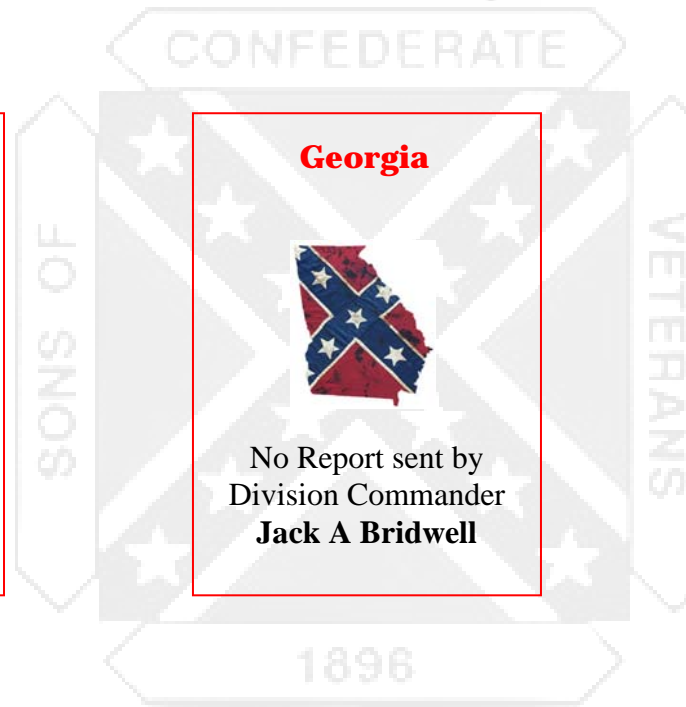 CONFEDERATE
SONS OF
VETERANS
Georgia
No Report sent by
Division Commander
Jack A Bridwell
1896